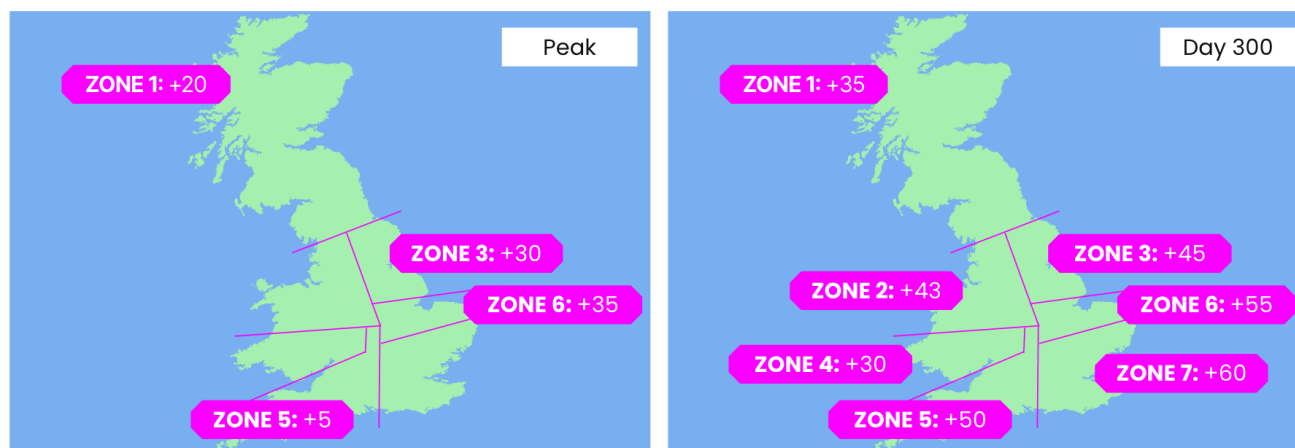 Peak
ZONE 1: +20
ZONE 3: +30
ZONE 6: +35
ZONE 5: +5
Day 300
ZONE 1: +35
ZONE 3: +45
ZONE 2: +43
ZONE 6: +55
ZONE 4: +30
ZONE 7: +60
ZONE 5: +50